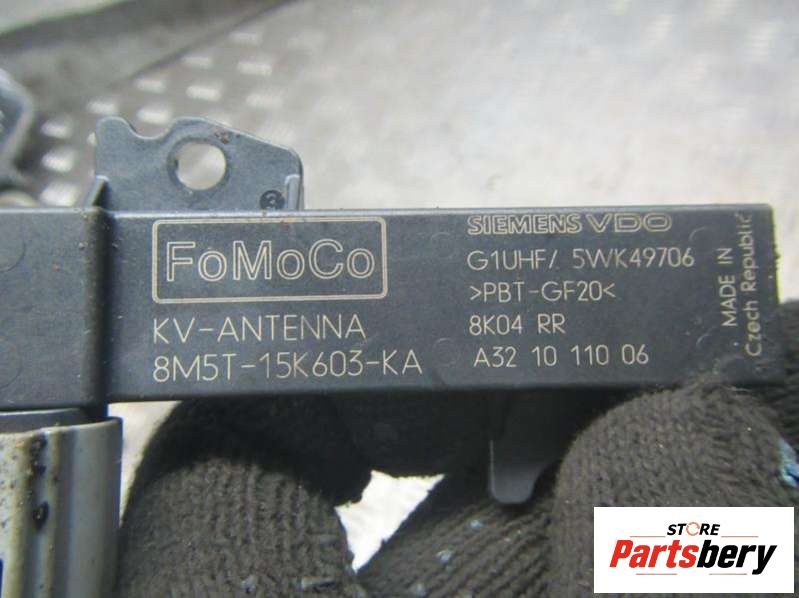 FoMoCo
KV-ANTENNA
8M5T-15K603-KA
SIEMENS VDO
G1UHF/ 5WK49706
>PBT-GF20<
8K04 RR
A32 10 110 06
MADE IN
Czech Republic
3
STORE
Partsbery